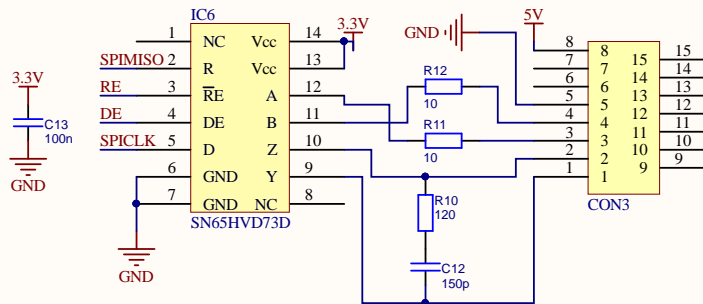 IC6
3.3V
5V
1 NC Vcc 14
GND
8 8
15 15
SPIMISO 2 R Vcc 13
7 7
14 14
3.3V
RE 3 RE A 12
R12
6 6
13 13
5 5
12 12
C13
DE 4 DE B 11
10
4 4
11 11
100n
R11
3 3
10 10
SPICLK 5 D Z 10
10
2 2
9 9
GND
6 GND Y 9
1 1
7 GND NC 8
R10
CON3
SN65HVD73D
120
GND
C12
150p